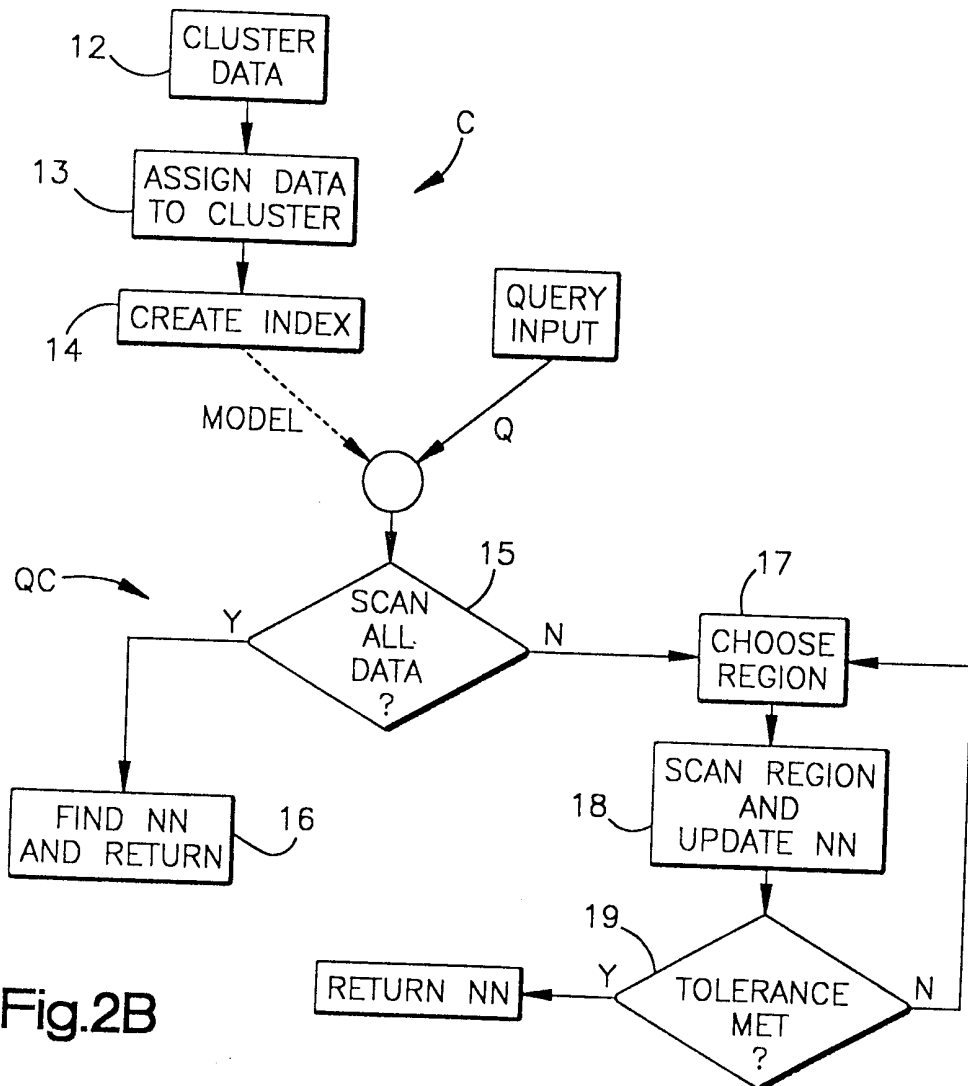 12
CLUSTER
DATA
C
13
ASSIGN DATA
TO CLUSTER
QUERY
INPUT
14
CREATE INDEX
MODEL
Q
QC
15
17
Y
SCAN
ALL
DATA
?
N
CHOOSE
REGION
FIND NN
AND RETURN
16
18
SCAN REGION
AND
UPDATE NN
19
RETURN NN
Y
TOLERANCE
MET
?
N
Fig.2B